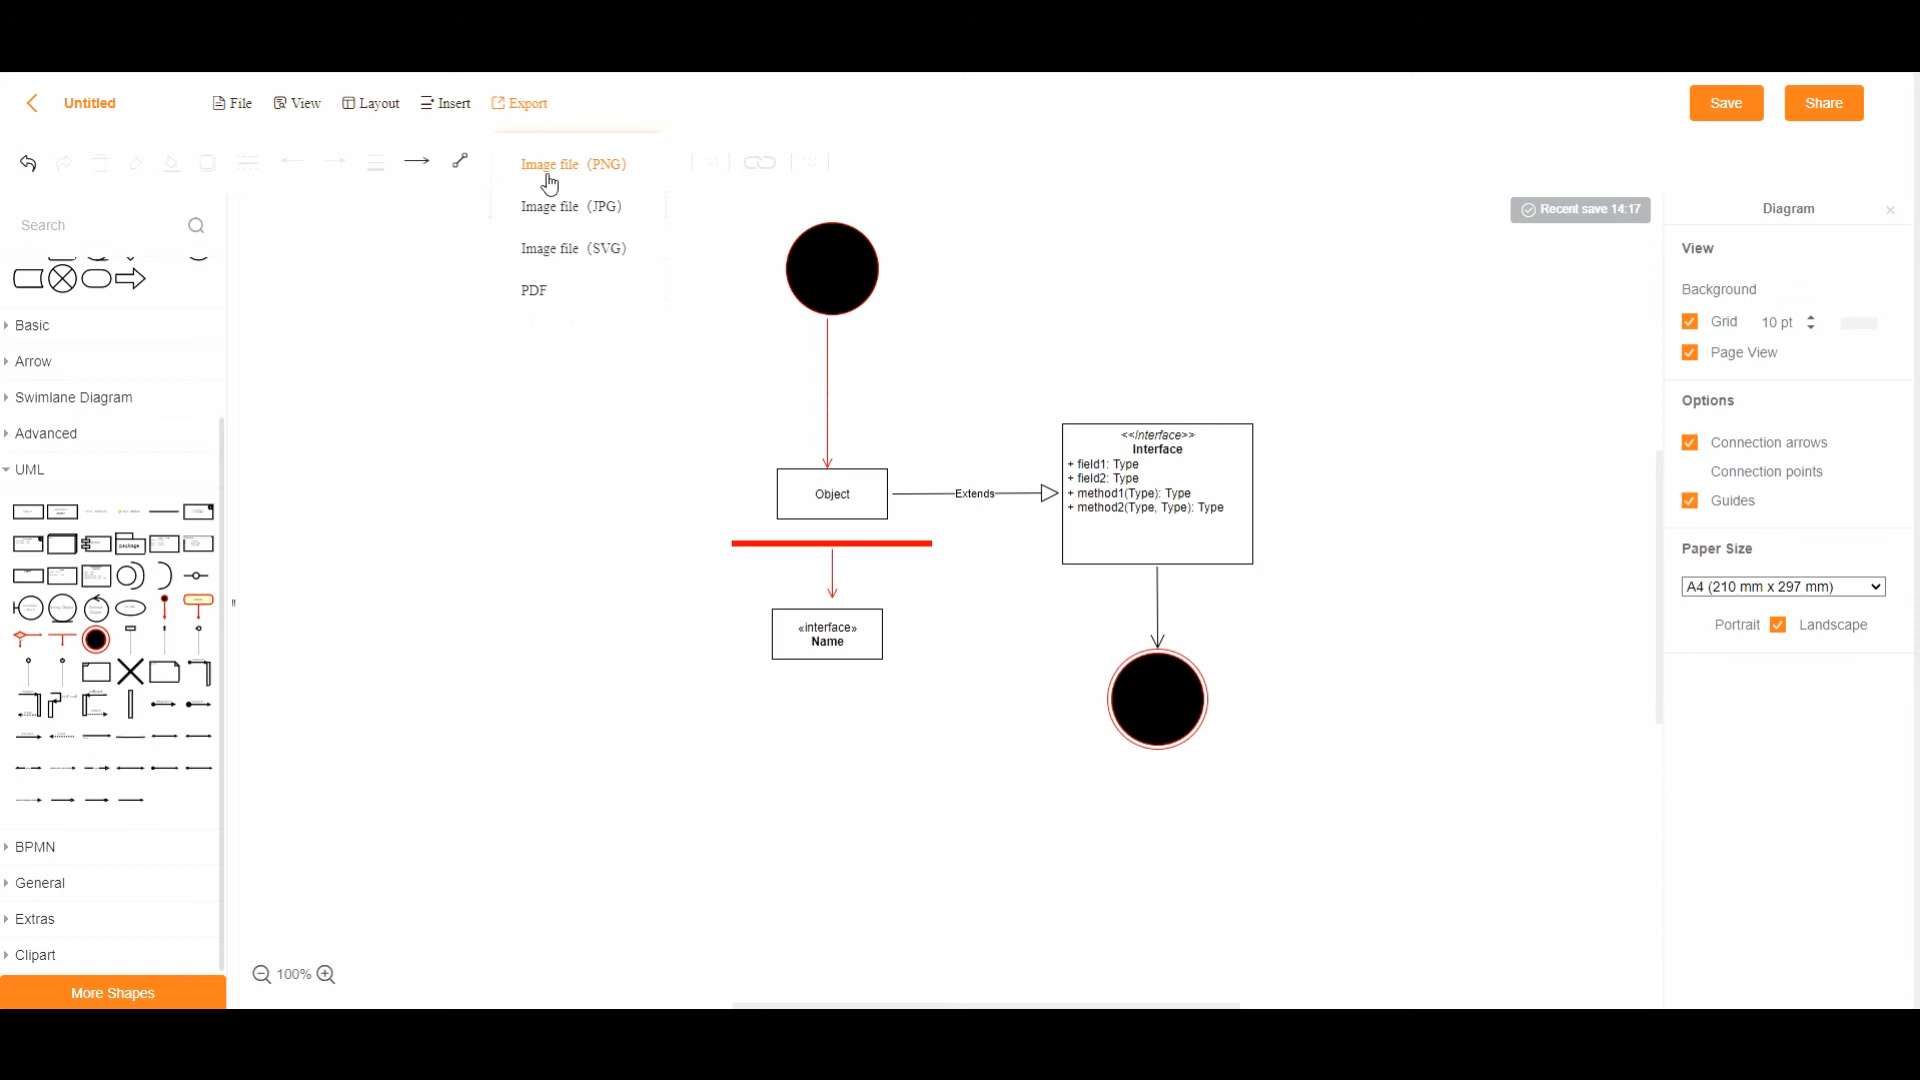 Untitled
File
View
Layout
Insert
Export
Save
Share
Image file (PNG)
Image file (JPG)
Image file (SVG)
PDF
Recent save 14:17
Search
Basic
Arrow
Swimlane Diagram
Advanced
UML
package
BPMN
General
Extras
Clipart
More Shapes
100%
Object
Extends
<<Interface>>
Interface
+ field1: Type
+ field2: Type
+ method1(Type): Type
+ method2(Type, Type): Type
«interface»
Name
Diagram
View
Background
Grid
10 pt
Page View
Options
Connection arrows
Connection points
Guides
Paper Size
A4 (210 mm x 297 mm)
Portrait
Landscape